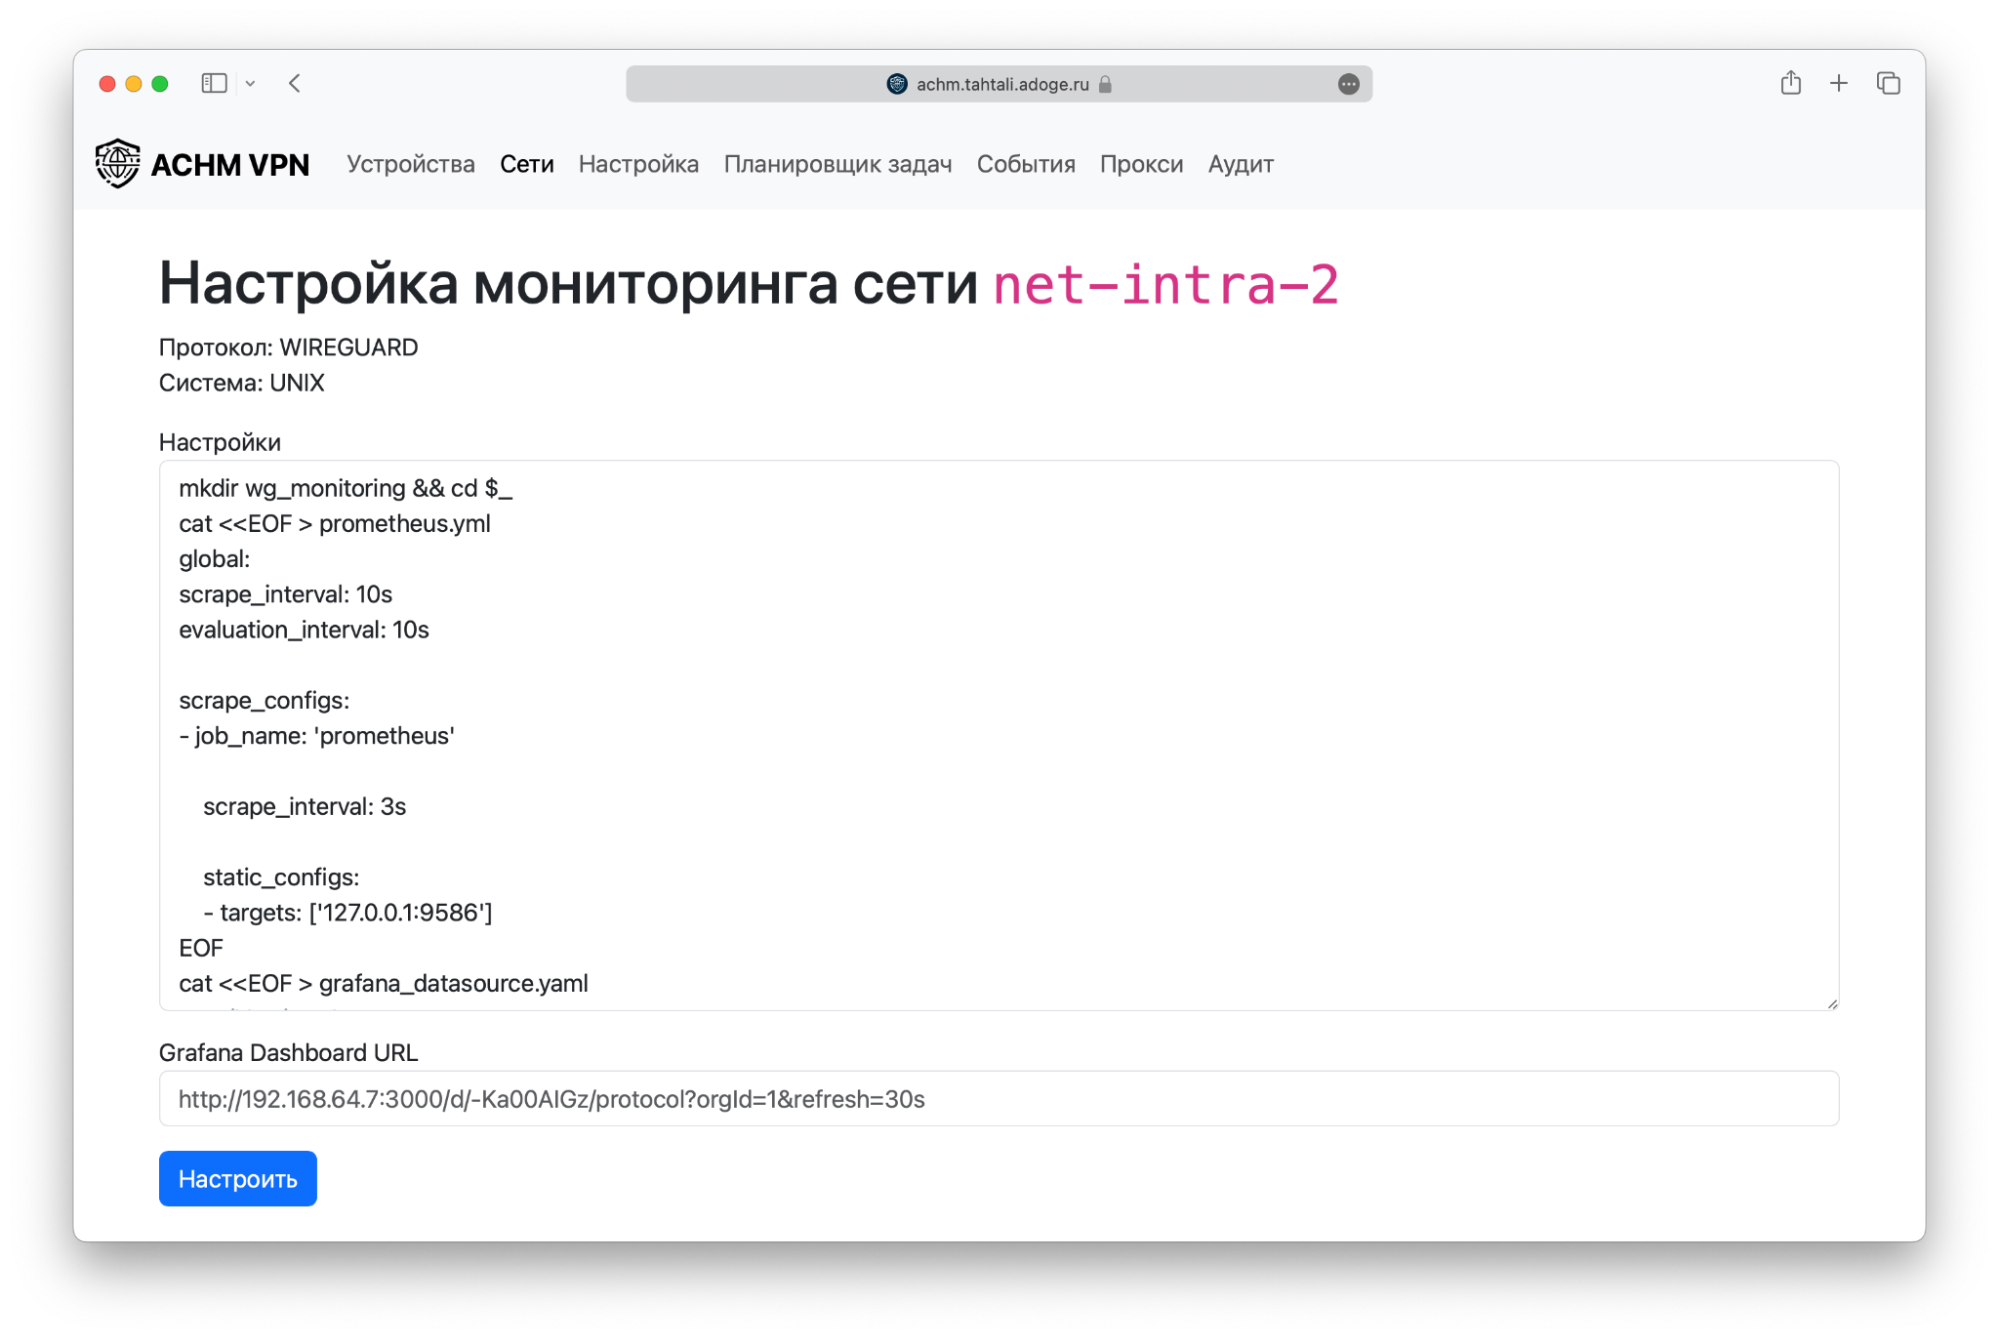 achm.tahtali.adoge.ru
ACHM VPN Устройства Сети Настройка Планировщик задач События Прокси Аудит
Настройка мониторинга сети net-intra-2
Протокол: WIREGUARD
Система: UNIX
Настройки
mkdir wg_monitoring && cd $_
cat <<EOF > prometheus.yml
global:
scrape_interval: 10s
evaluation_interval: 10s
scrape_configs:
- job_name: 'prometheus'
scrape_interval: 3s
static_configs:
- targets: ['127.0.0.1:9586']
EOF
cat <<EOF > grafana_datasource.yaml
Grafana Dashboard URL
http://192.168.64.7:3000/d/-Ka00AIGz/protocol?orgId=1&refresh=30s
Настроить